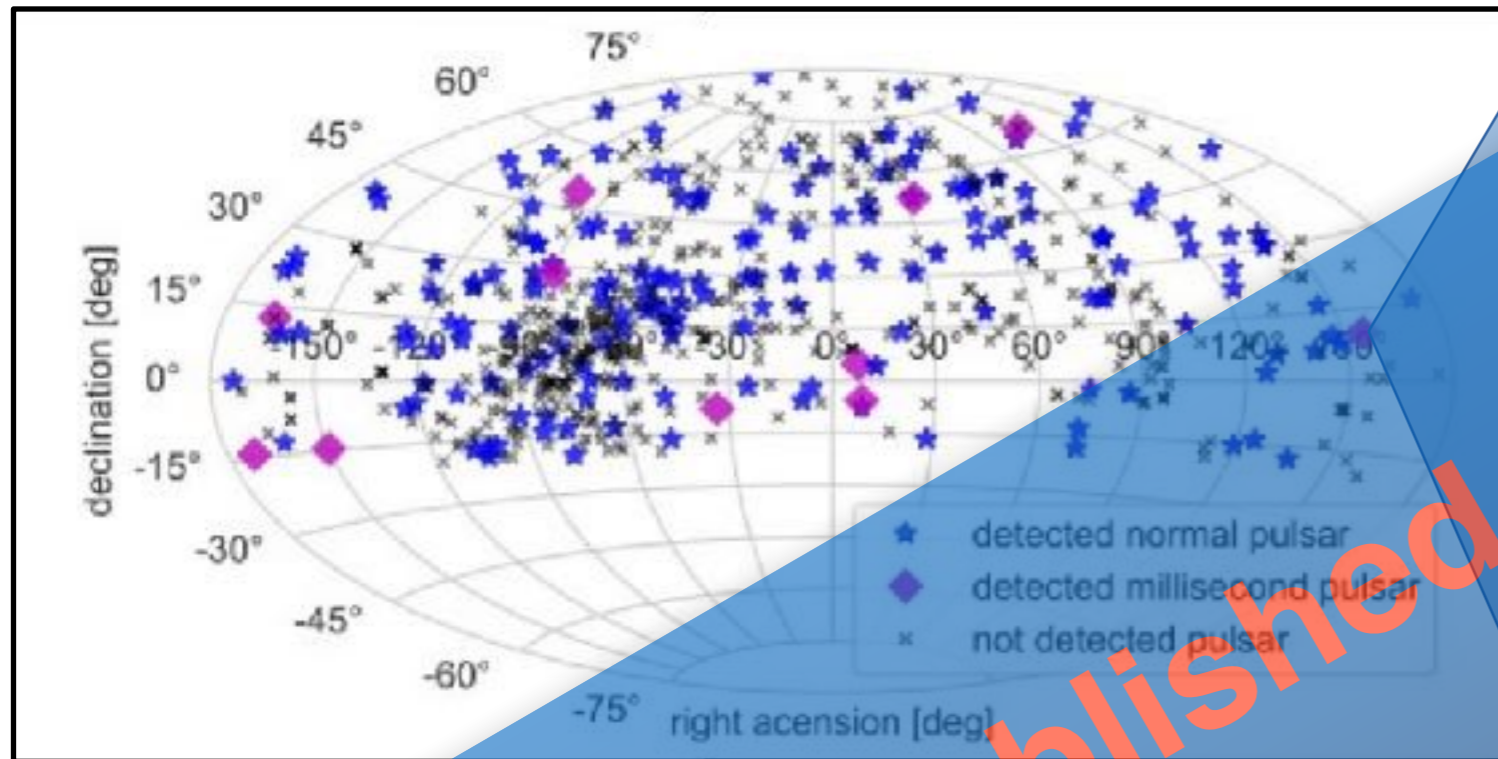 75°
60°
45°
30°
15°
0°
-15°
-30°
-45°
-60°
-75°
declination [deg]
-150° -30° 0° 30° 60° 90° 120°
right acension [deg]
detected normal pulsar
detected millisecond pulsar
not detected pulsar
blished